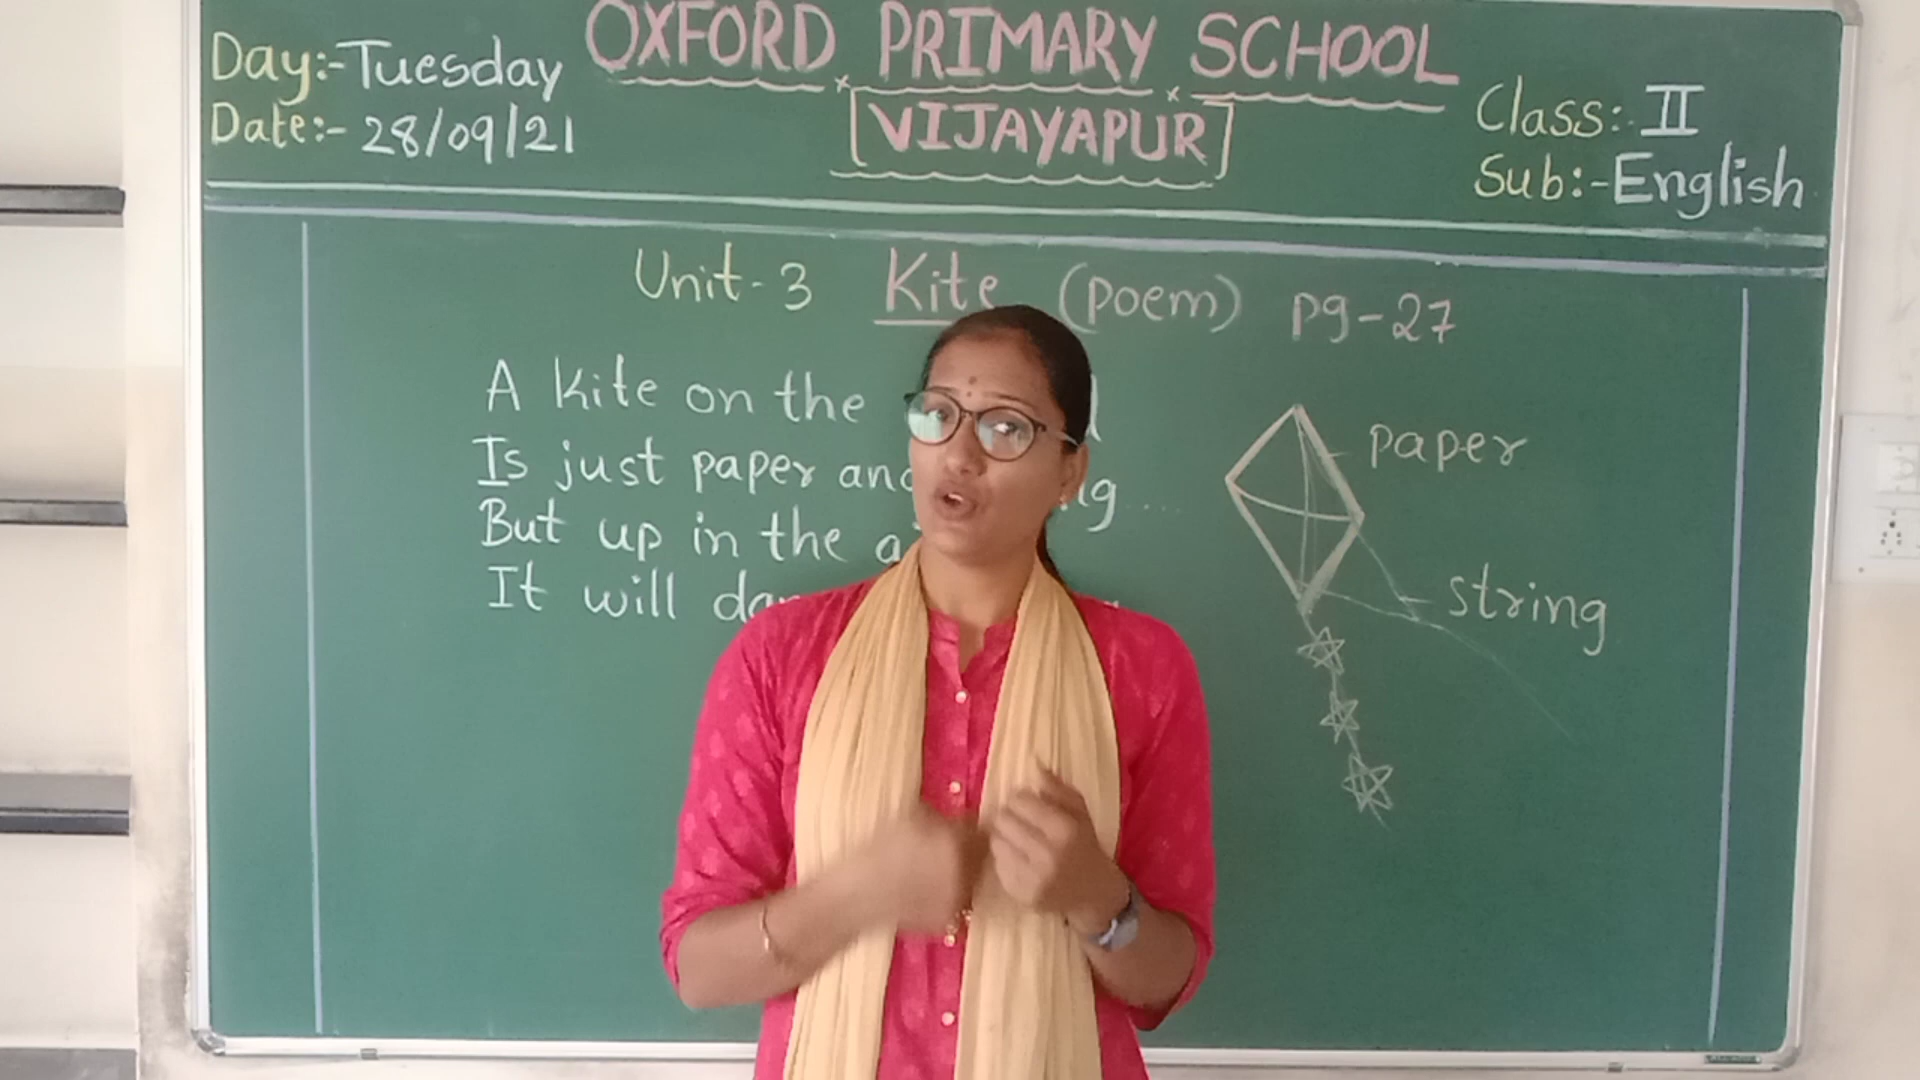 OXFORD PRIMARY SCHOOL
[VIJAYAPUR]
Day:-Tuesday
Date:- 28/09/21
Class:- II
Sub:-English
Unit-3 Kite (poem) pg-27
A kite on the
Is just paper
But up in the
It will
paper
string